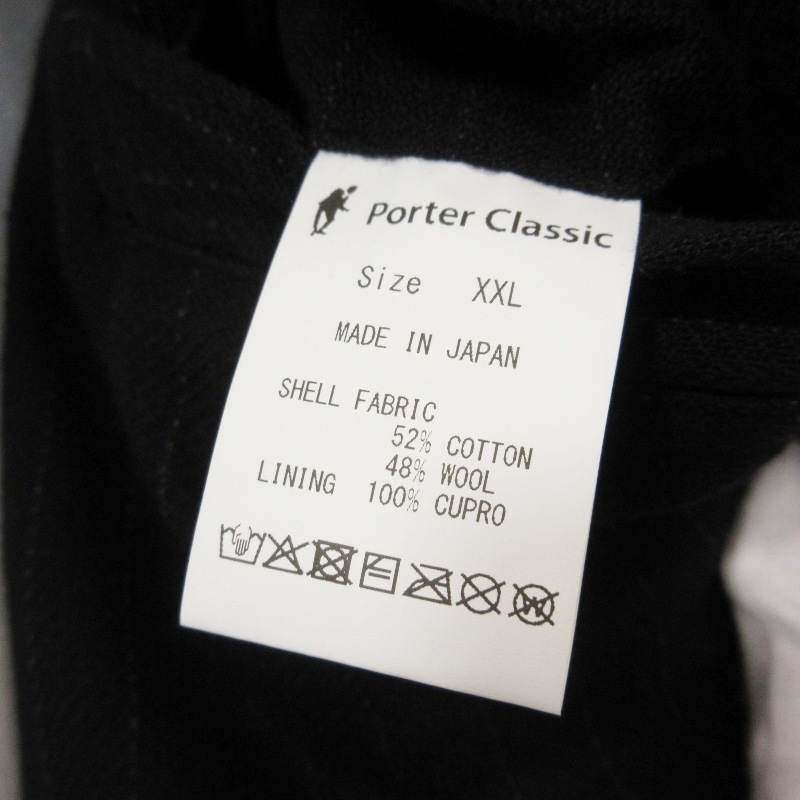 Porter Classic
Size XXL
MADE IN JAPAN
SHELL FABRIC
52% COTTON
48% WOOL
LINING 100% CUPRO
W